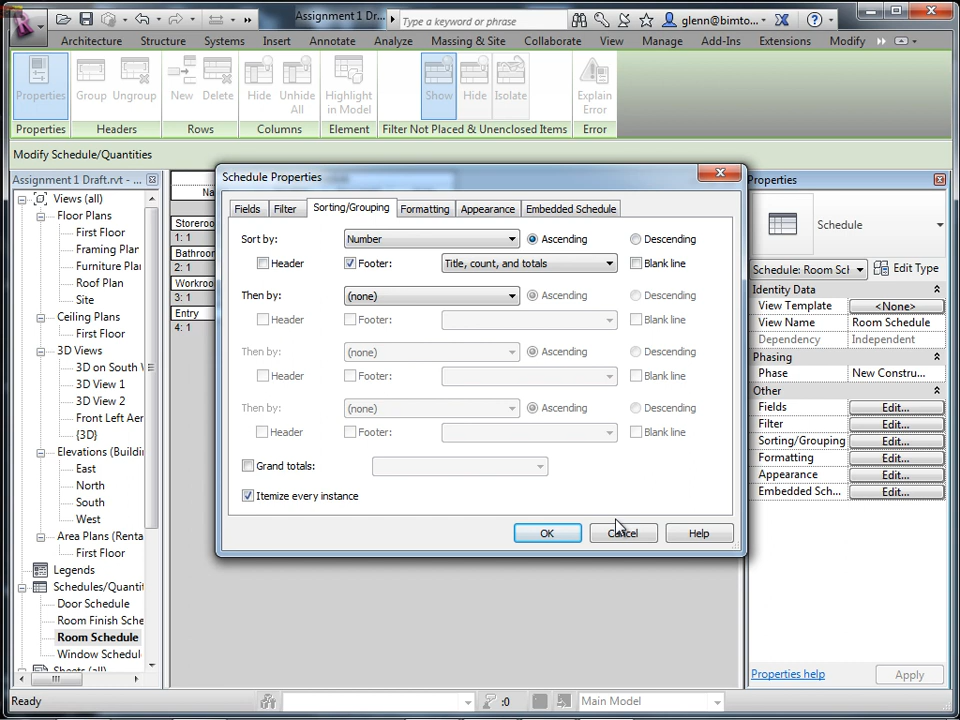 Assignment 1 Dr...
Type a keyword or phrase
glenn@bimto...
Architecture Structure Systems Insert Annotate Analyze Massing & Site Collaborate View Manage Add-Ins Extensions Modify
Properties Group Ungroup New Delete Hide Unhide All Highlight in Model Show Hide Isolate Explain Error
Properties Headers Rows Columns Element Filter Not Placed & Unenclosed Items Error
Modify Schedule/Quantities
Assignment 1 Draft.rvt - ...
Views (all)
Floor Plans
First Floor
Framing Plan
Furniture Pla
Roof Plan
Site
Ceiling Plans
First Floor
3D Views
3D on South
3D View 1
3D View 2
Front Left Aer
{3D}
Elevations (Buildin
East
North
South
West
Area Plans (Renta
First Floor
Legends
Schedules/Quantit
Door Schedule
Room Finish Sche
Room Schedule
Window Schedul
Sheets (all)
Na
Storeroo
1: 1
Bathroo
2: 1
Workroo
3: 1
Entry
4: 1
Schedule Properties
Fields Filter Sorting/Grouping Formatting Appearance Embedded Schedule
Sort by: Number Ascending Descending
Header Footer: Title, count, and totals Blank line
Then by: (none) Ascending Descending
Header Footer: Blank line
Then by: (none) Ascending Descending
Header Footer: Blank line
Then by: (none) Ascending Descending
Header Footer: Blank line
Grand totals:
Itemize every instance
OK Cancel Help
Properties
Schedule
Schedule: Room Scl Edit Type
Identity Data
View Template <None>
View Name Room Schedule
Dependency Independent
Phasing
Phase New Constru...
Other
Fields Edit...
Filter Edit...
Sorting/Grouping Edit...
Formatting Edit...
Appearance Edit...
Embedded Sch... Edit...
Properties help Apply
Ready :0 Main Model